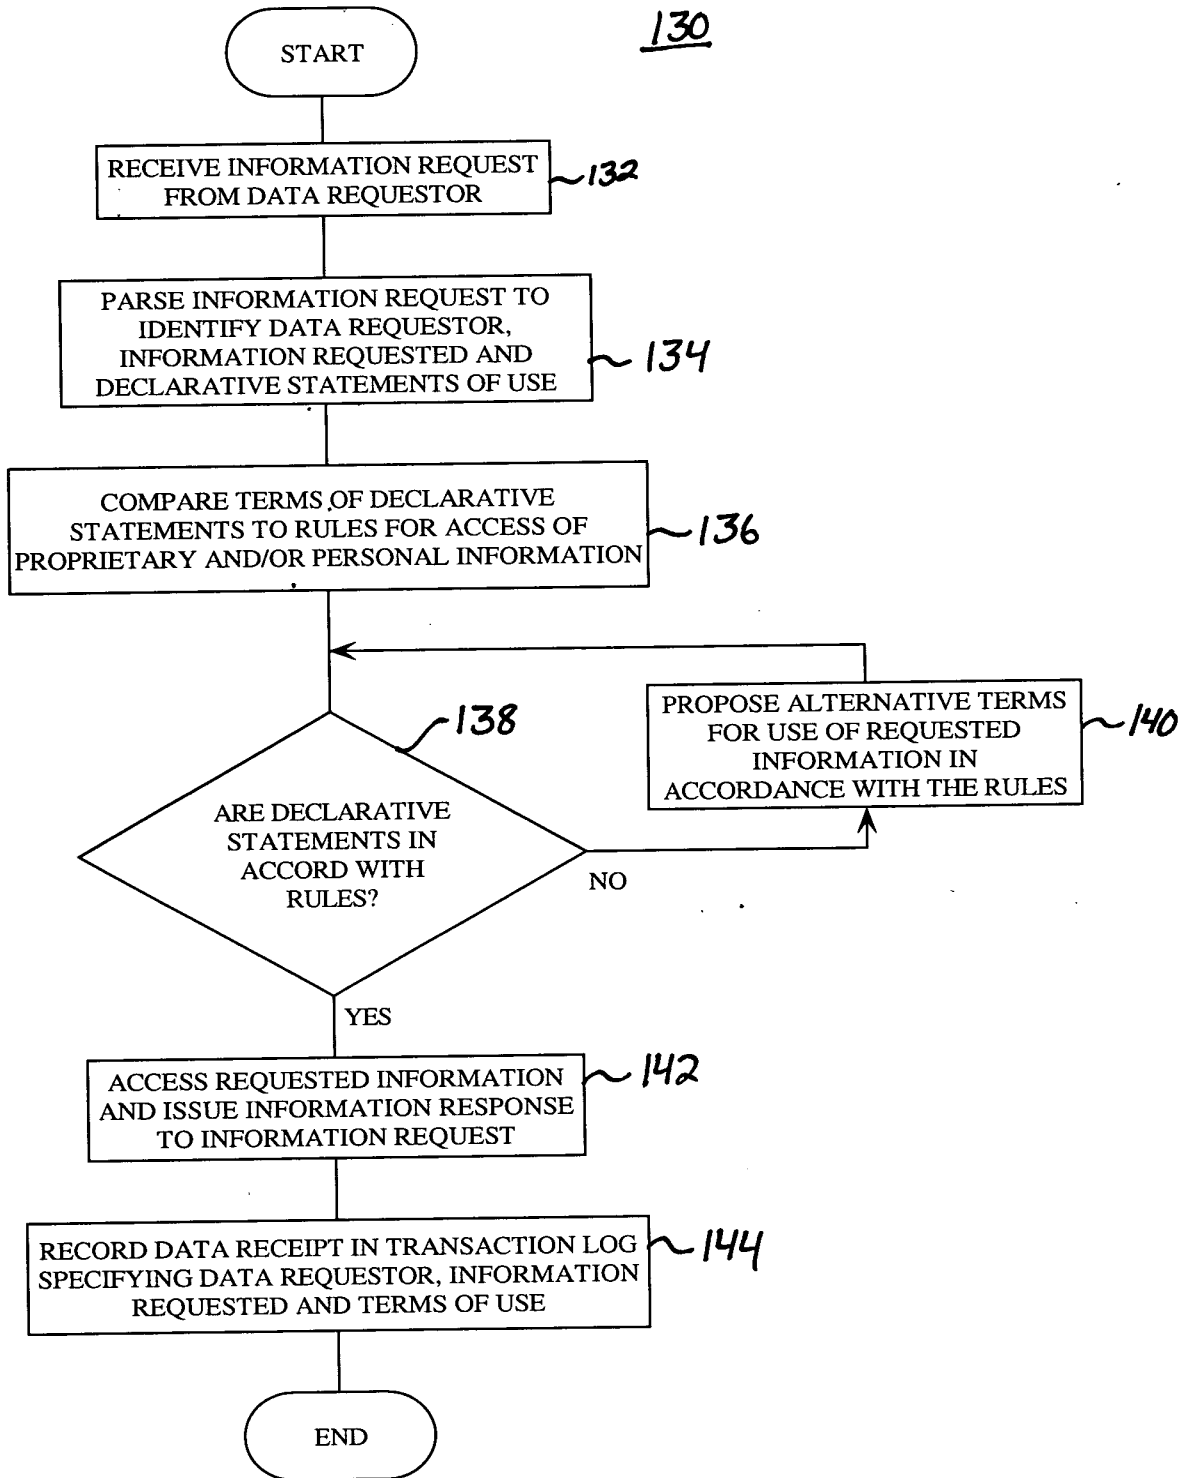 130
START
RECEIVE INFORMATION REQUEST
FROM DATA REQUESTOR
132
PARSE INFORMATION REQUEST TO
IDENTIFY DATA REQUESTOR,
INFORMATION REQUESTED AND
DECLARATIVE STATEMENTS OF USE
134
COMPARE TERMS OF DECLARATIVE
STATEMENTS TO RULES FOR ACCESS OF
PROPRIETARY AND/OR PERSONAL INFORMATION
136
138
ARE DECLARATIVE
STATEMENTS IN
ACCORD WITH
RULES?
NO
PROPOSE ALTERNATIVE TERMS
FOR USE OF REQUESTED
INFORMATION IN
ACCORDANCE WITH THE RULES
140
YES
ACCESS REQUESTED INFORMATION
AND ISSUE INFORMATION RESPONSE
TO INFORMATION REQUEST
142
RECORD DATA RECEIPT IN TRANSACTION LOG
SPECIFYING DATA REQUESTOR, INFORMATION
REQUESTED AND TERMS OF USE
144
END